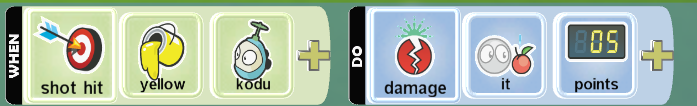 WHEN shot hit yellow kodu + DO damage it 05 points +